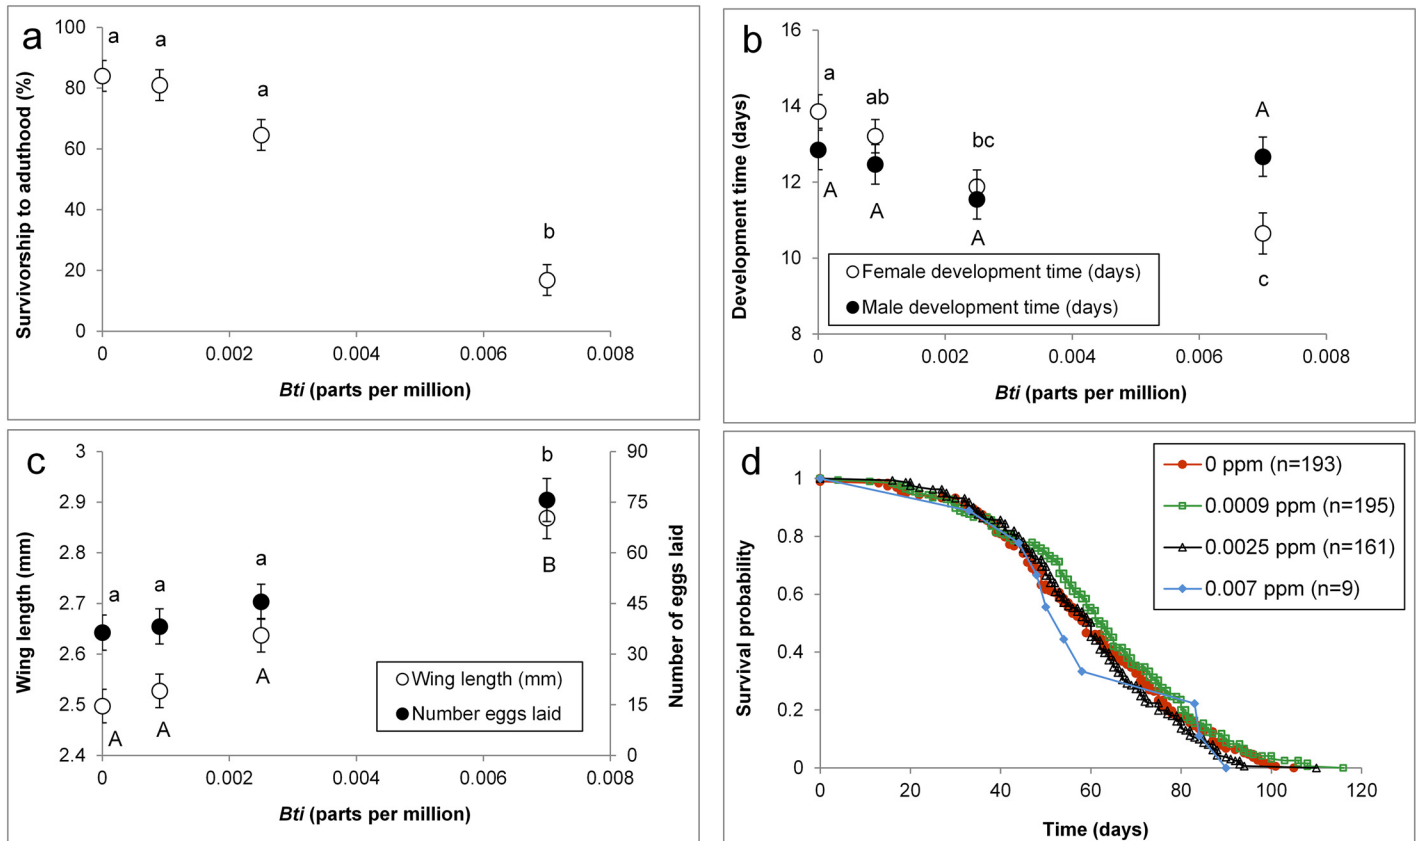 a
Survivorship to aduthood (%)
100
80
60
40
20
0
a
a
a
b
0
0.002
0.004
0.006
0.008
Bti (parts per million)
b
Development time (days)
16
14
12
10
8
a
ab
bc
c
A
A
A
A
Female development time (days)
Male development time (days)
0
0.002
0.004
0.006
0.008
Bti (parts per million)
c
Wing length (mm)
3
2.9
2.8
2.7
2.6
2.5
2.4
a
a
a
b
A
A
A
B
Wing length (mm)
Number eggs laid
90
75
60
45
30
15
0
Number of eggs laid
0
0.002
0.004
0.006
0.008
Bti (parts per million)
d
Survival probability
1
0.8
0.6
0.4
0.2
0
0 ppm (n=193)
0.0009 ppm (n=195)
0.0025 ppm (n=161)
0.007 ppm (n=9)
0
20
40
60
80
100
120
Time (days)